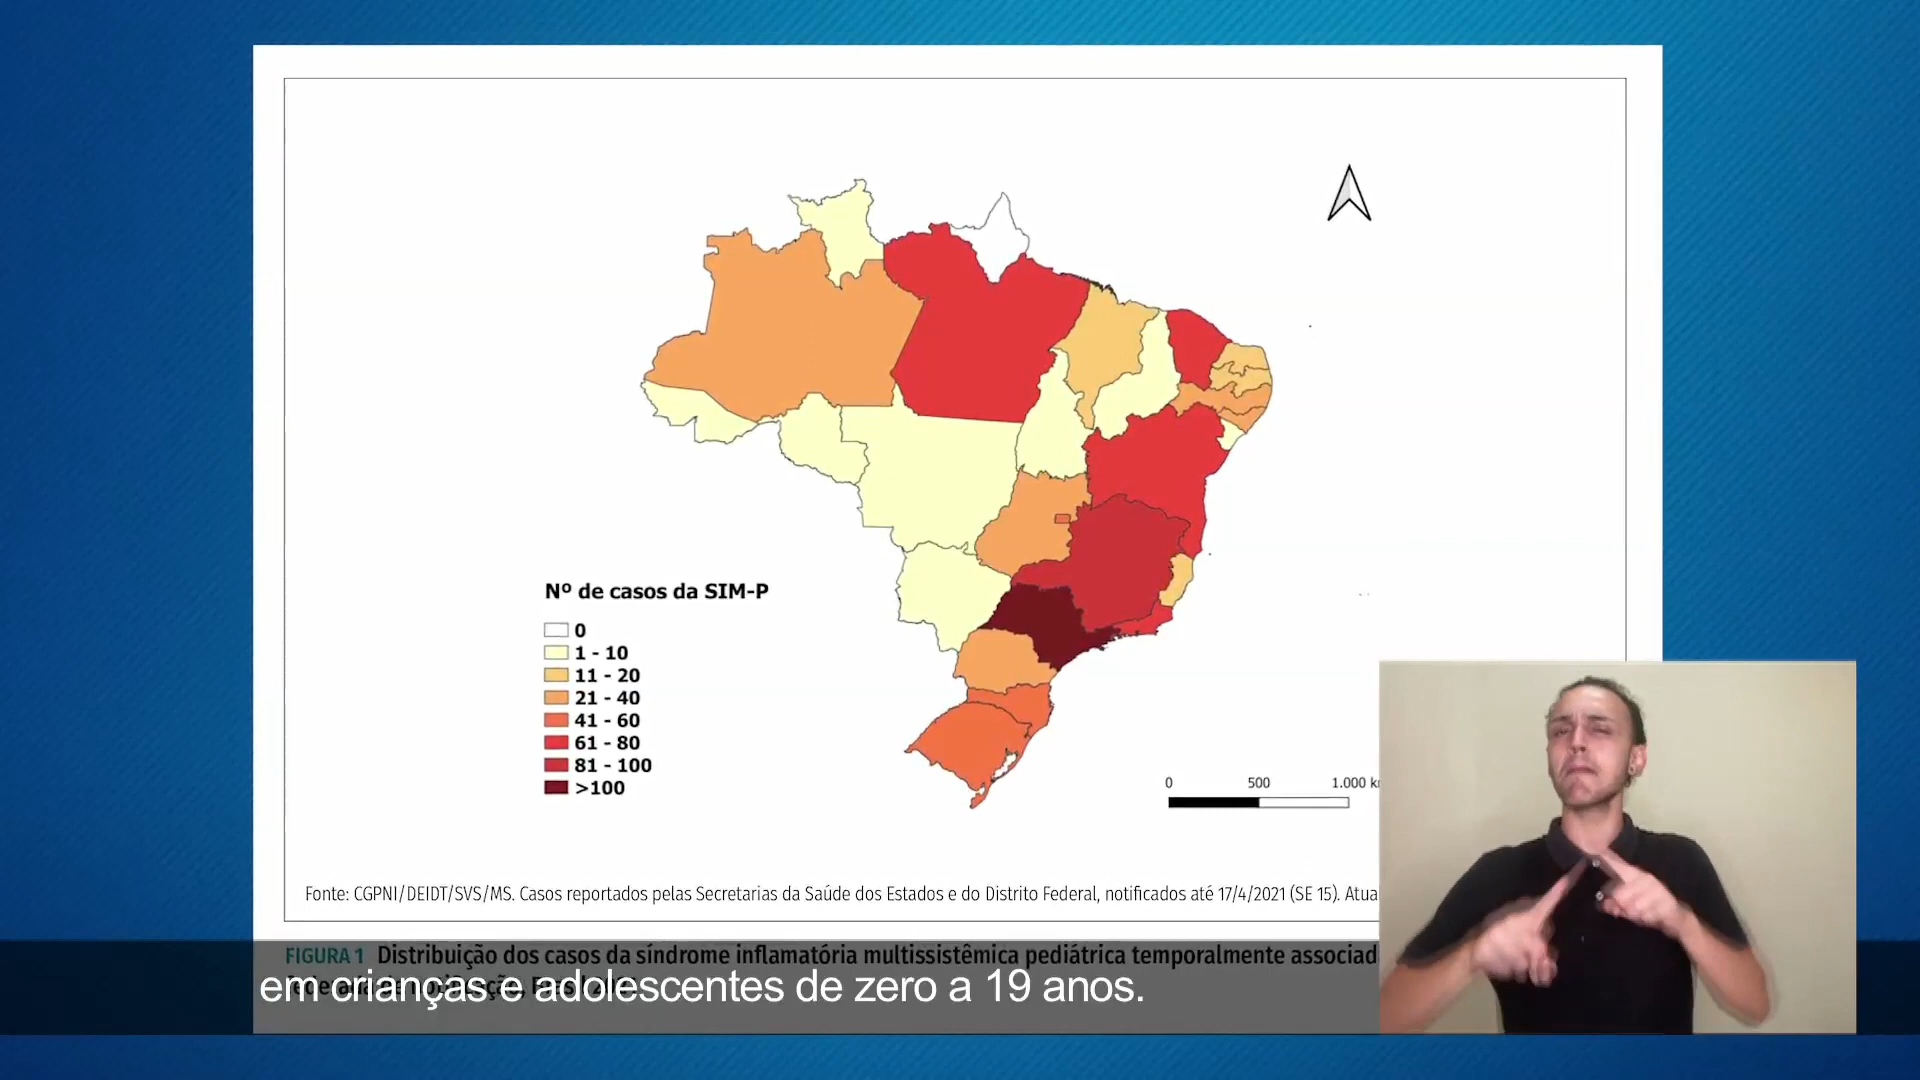 Nº de casos da SIM-P
0
1 - 10
11 - 20
21 - 40
41 - 60
61 - 80
81 - 100
>100
0 500 1.000
Fonte: CGPNI/DEIDT/SVS/MS. Casos reportados pelas Secretarias da Saúde dos Estados e do Distrito Federal, notificados até 17/4/2021 (SE 15).
FIGURA 1 Distribuição dos casos da síndrome inflamatória multissistêmica pediátrica temporalmente
em crianças e adolescentes de zero a 19 anos.